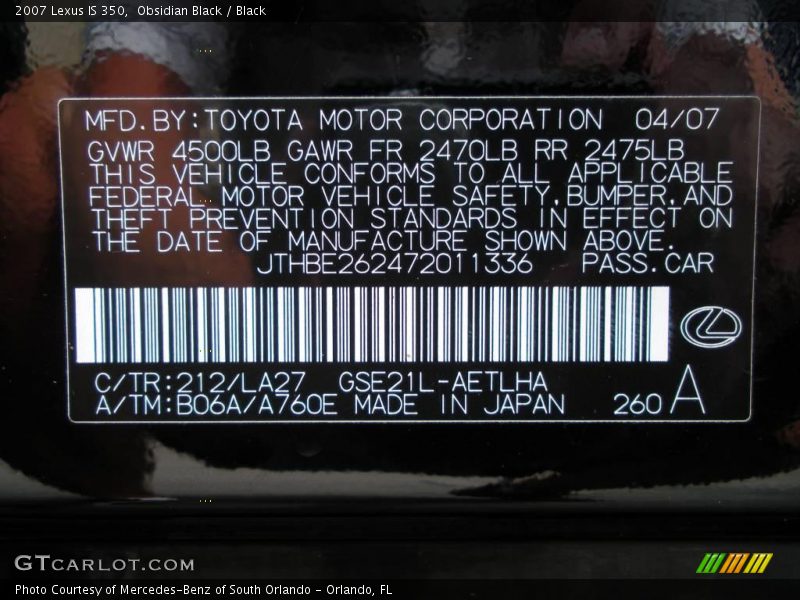 2007 Lexus IS 350,  Obsidian Black / Black
MFD.BY:TOYOTA MOTOR CORPORATION 04/07
GVWR 4500LB GAWR FR 2470LB RR 2475LB
THIS VEHICLE CONFORMS TO ALL APPLICABLE
FEDERAL MOTOR VEHICLE SAFETY,BUMPER,AND
THEFT PREVENTION STANDARDS IN EFFECT ON
THE DATE OF MANUFACTURE SHOWN ABOVE.
JTHBE262472011336 PASS.CAR
C/TR:212/LA27 GSE21L-AETLHA
A/TM:B06A/A760E MADE IN JAPAN 260 A
GTCARLOT.COM
Photo Courtesy of Mercedes-Benz of South Orlando - Orlando, FL